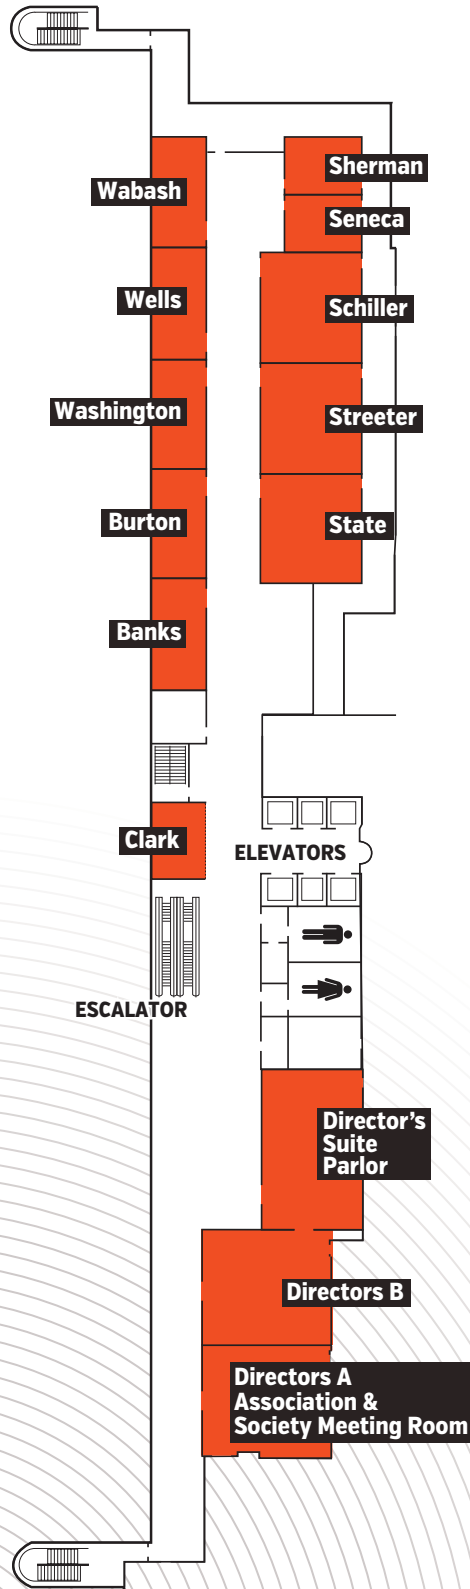 Sherman
Wabash
Seneca
Wells
Schiller
Washington
Streeter
Burton
State
Banks
Clark
ELEVATORS
ESCALATOR
Director’s
Suite
Parlor
Directors B
Directors A
Association &
Society Meeting Room